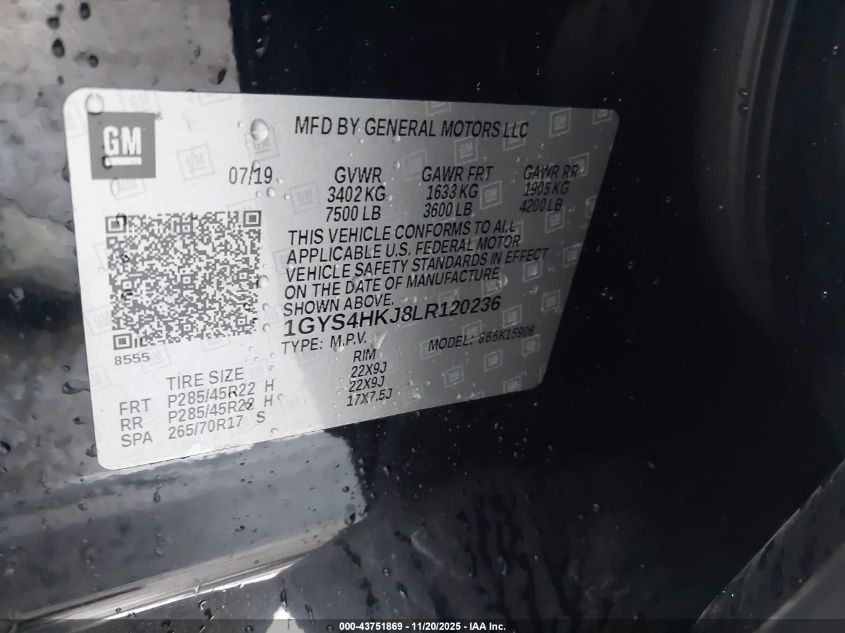 GM
MFD BY GENERAL MOTORS LLC
07/19 GVWR GAWR FRT GAWR RR
3402 KG 1633 KG 1905 KG
7500 LB 3600 LB 4200 LB
THIS VEHICLE CONFORMS TO ALL
APPLICABLE U.S. FEDERAL MOTOR
VEHICLE SAFETY STANDARDS IN EFFECT
ON THE DATE OF MANUFACTURE
SHOWN ABOVE.
1GYS4HKJ8LR120236
TYPE: M.P.V. MODEL: 866K15906
8555
TIRE SIZE RIM
FRT P285/45R22 H 22X9J
RR P285/45R22 H 22X9J
SPA 265/70R17 S 17X7.5J
000-43751869 - 11/20/2025 - IAA Inc.